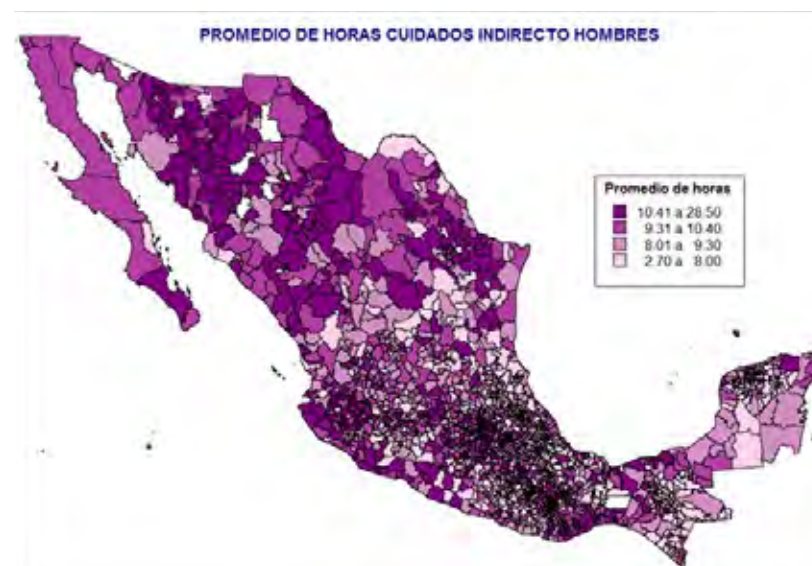 PROMEDIO DE HORAS CUIDADOS INDIRECTO HOMBRES
Promedio de horas
10.41 a 28.50
9.31 a 10.40
8.01 a 9.30
2.70 a 8.00